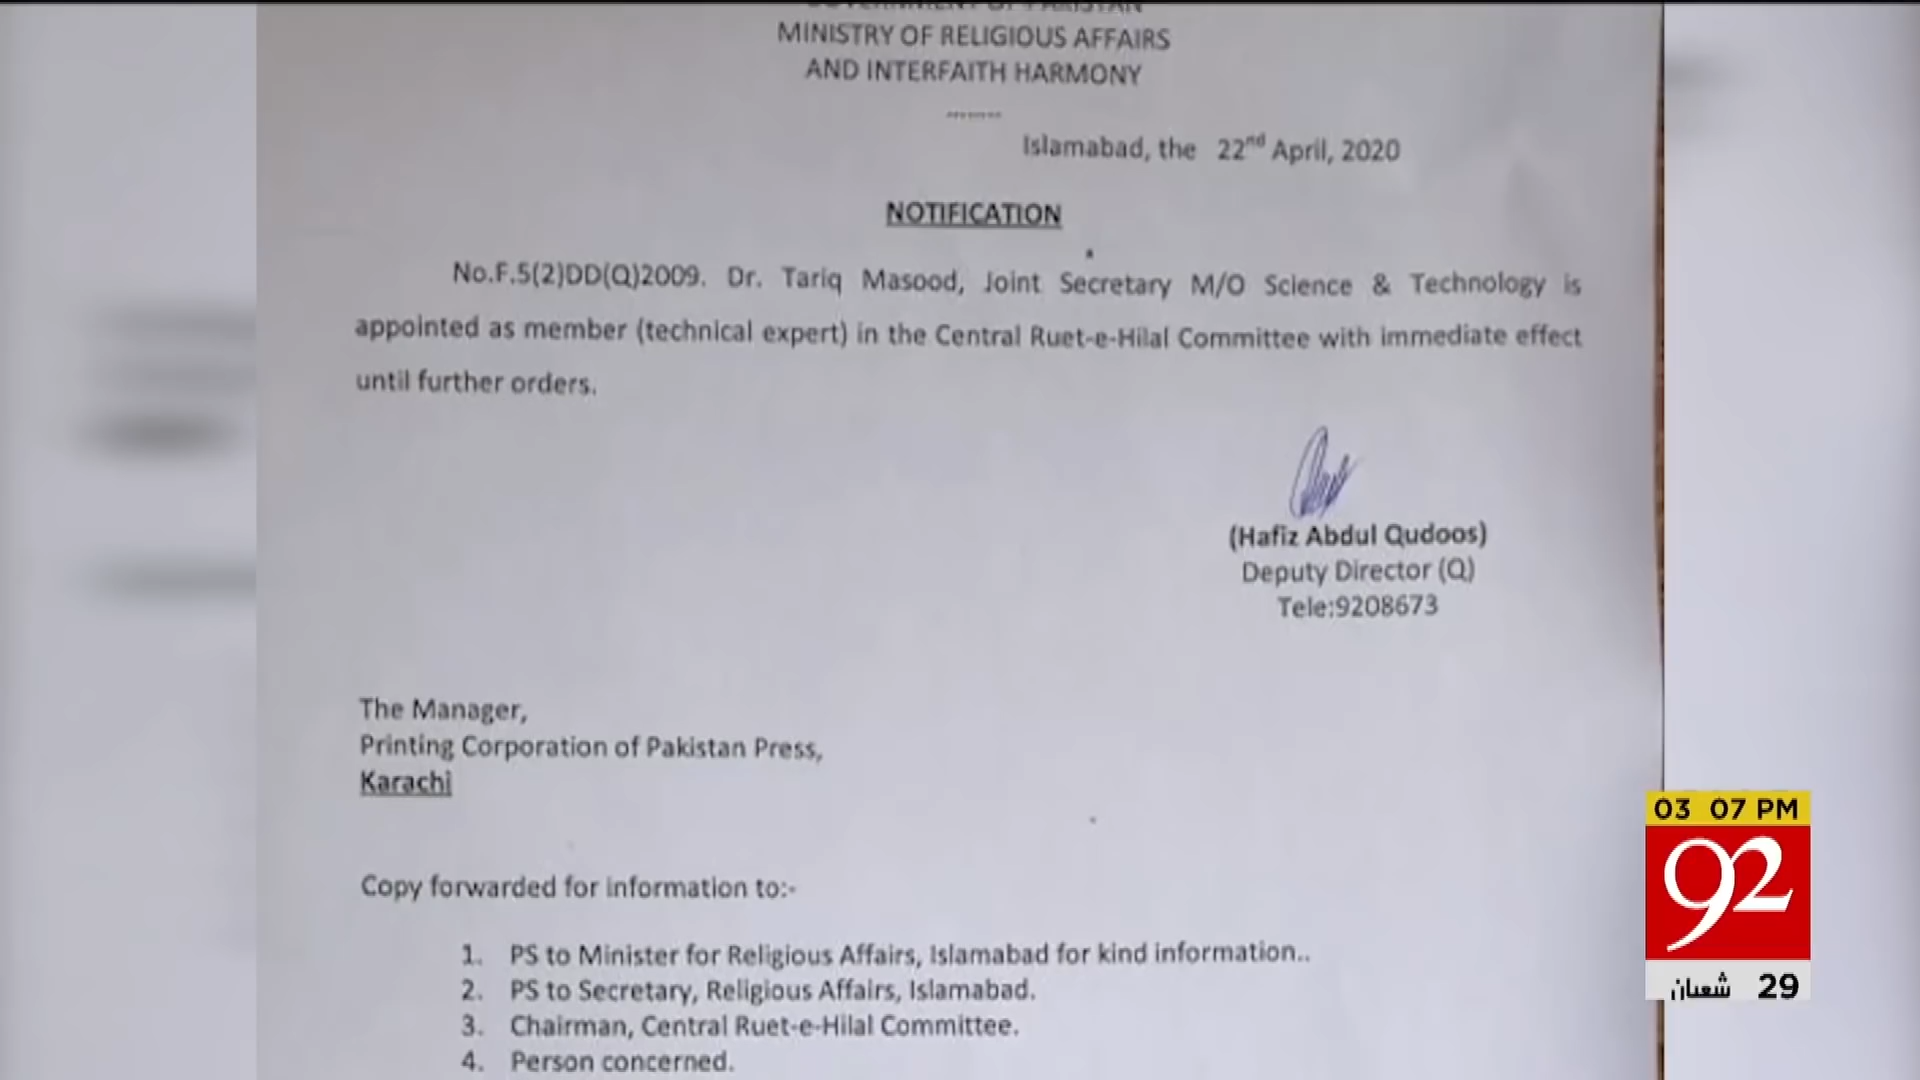 GOVERNMENT OF PAKISTAN
MINISTRY OF RELIGIOUS AFFAIRS
AND INTERFAITH HARMONY
--------
Islamabad, the 22nd April, 2020
NOTIFICATION
No.F.5(2)DD(Q)2009. Dr. Tariq Masood, Joint Secretary M/O Science & Technology is
appointed as member (technical expert) in the Central Ruet-e-Hilal Committee with immediate effect
until further orders.
(Hafiz Abdul Qudoos)
Deputy Director (Q)
Tele:9208673
The Manager,
Printing Corporation of Pakistan Press,
Karachi
Copy forwarded for information to:-
1. PS to Minister for Religious Affairs, Islamabad for kind information..
2. PS to Secretary, Religious Affairs, Islamabad.
3. Chairman, Central Ruet-e-Hilal Committee.
4. Person concerned.
03 07 PM
92
29 شعبان